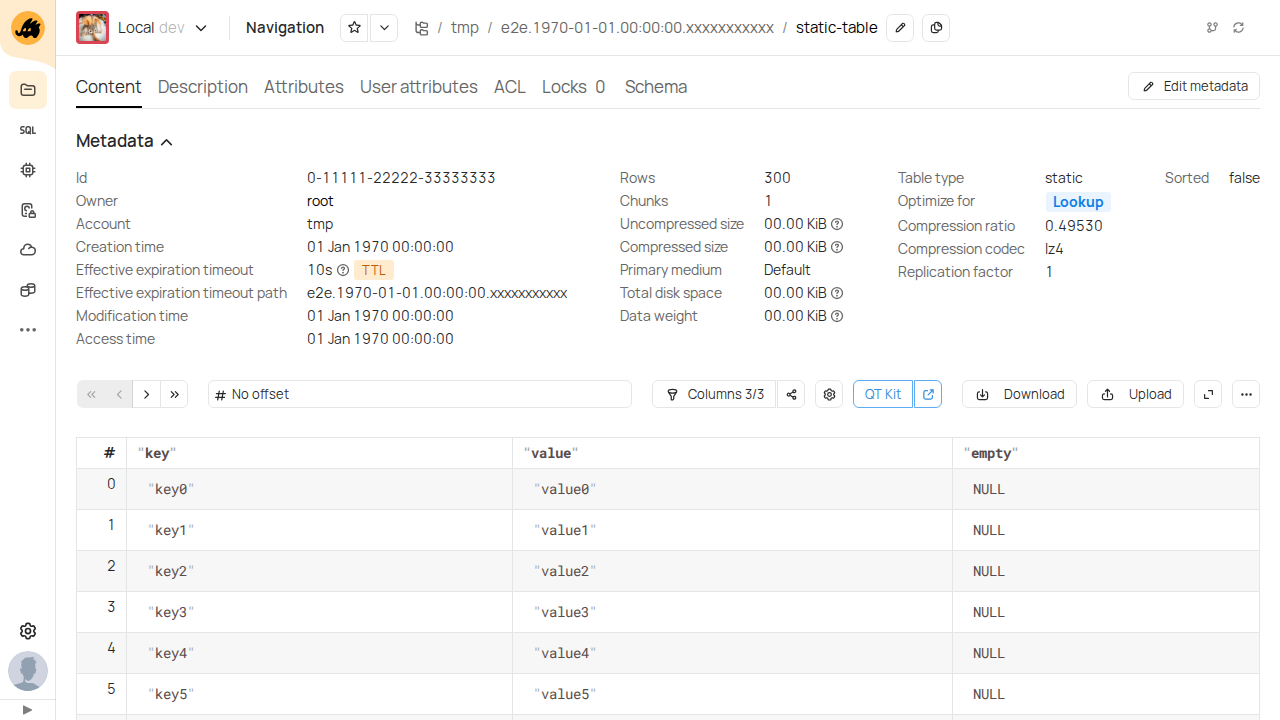 Local dev
Navigation
/ tmp / e2e.1970-01-01.00:00:00.xxxxxxxxxxx / static-table
SQL
Content Description Attributes User attributes ACL Locks 0 Schema
Edit metadata
Metadata
Id 0-11111-22222-33333333
Owner root
Account tmp
Creation time 01 Jan 1970 00:00:00
Effective expiration timeout 10s TTL
Effective expiration timeout path e2e.1970-01-01.00:00:00.xxxxxxxxxxx
Modification time 01 Jan 1970 00:00:00
Access time 01 Jan 1970 00:00:00
Rows 300
Chunks 1
Uncompressed size 00.00 KiB
Compressed size 00.00 KiB
Primary medium Default
Total disk space 00.00 KiB
Data weight 00.00 KiB
Table type static
Optimize for Lookup
Compression ratio 0.49530
Compression codec lz4
Replication factor 1
Sorted false
# No offset
Columns 3/3
QT Kit
Download
Upload
# "key" "value" "empty"
0 "key0" "value0" NULL
1 "key1" "value1" NULL
2 "key2" "value2" NULL
3 "key3" "value3" NULL
4 "key4" "value4" NULL
5 "key5" "value5" NULL